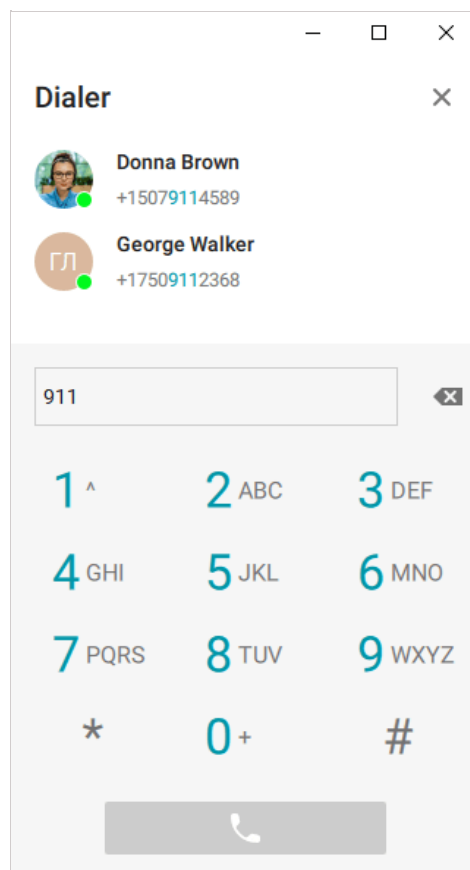 Dialer
Donna Brown
+15079114589
ГЛ
George Walker
+17509112368
911
1 ^ 2 ABC 3 DEF
4 GHI 5 JKL 6 MNO
7 PQRS 8 TUV 9 WXYZ
* 0 + #